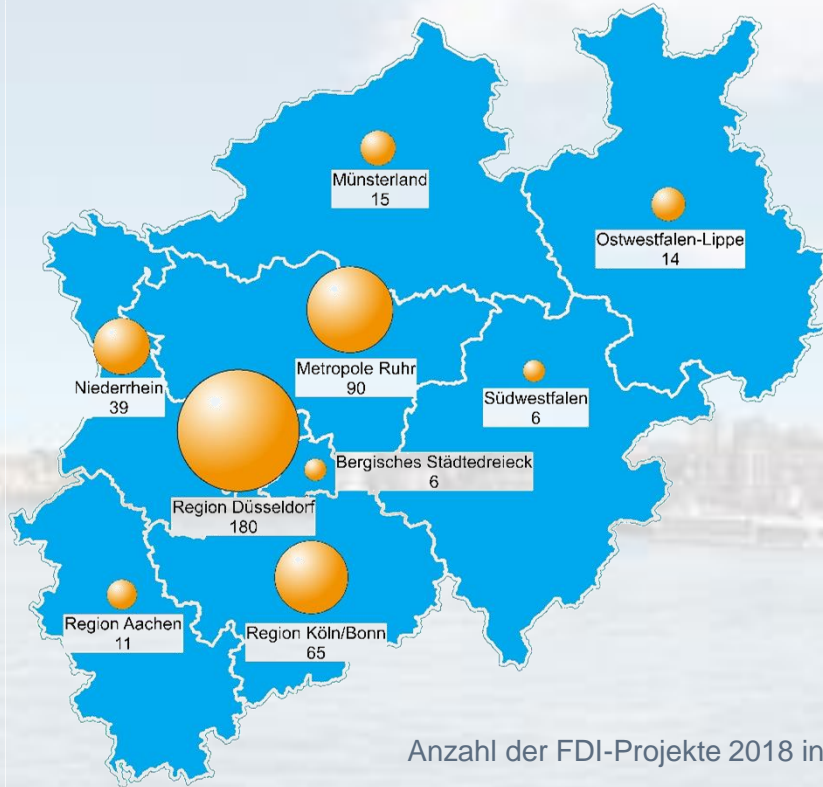 Münsterland
15
Ostwestfalen-Lippe
14
Metropole Ruhr
90
Niederrhein
39
Südwestfalen
6
Bergisches Städtedreieck
6
Region Düsseldorf
180
Region Aachen
11
Region Köln/Bonn
65
Anzahl der FDI-Projekte 2018 in